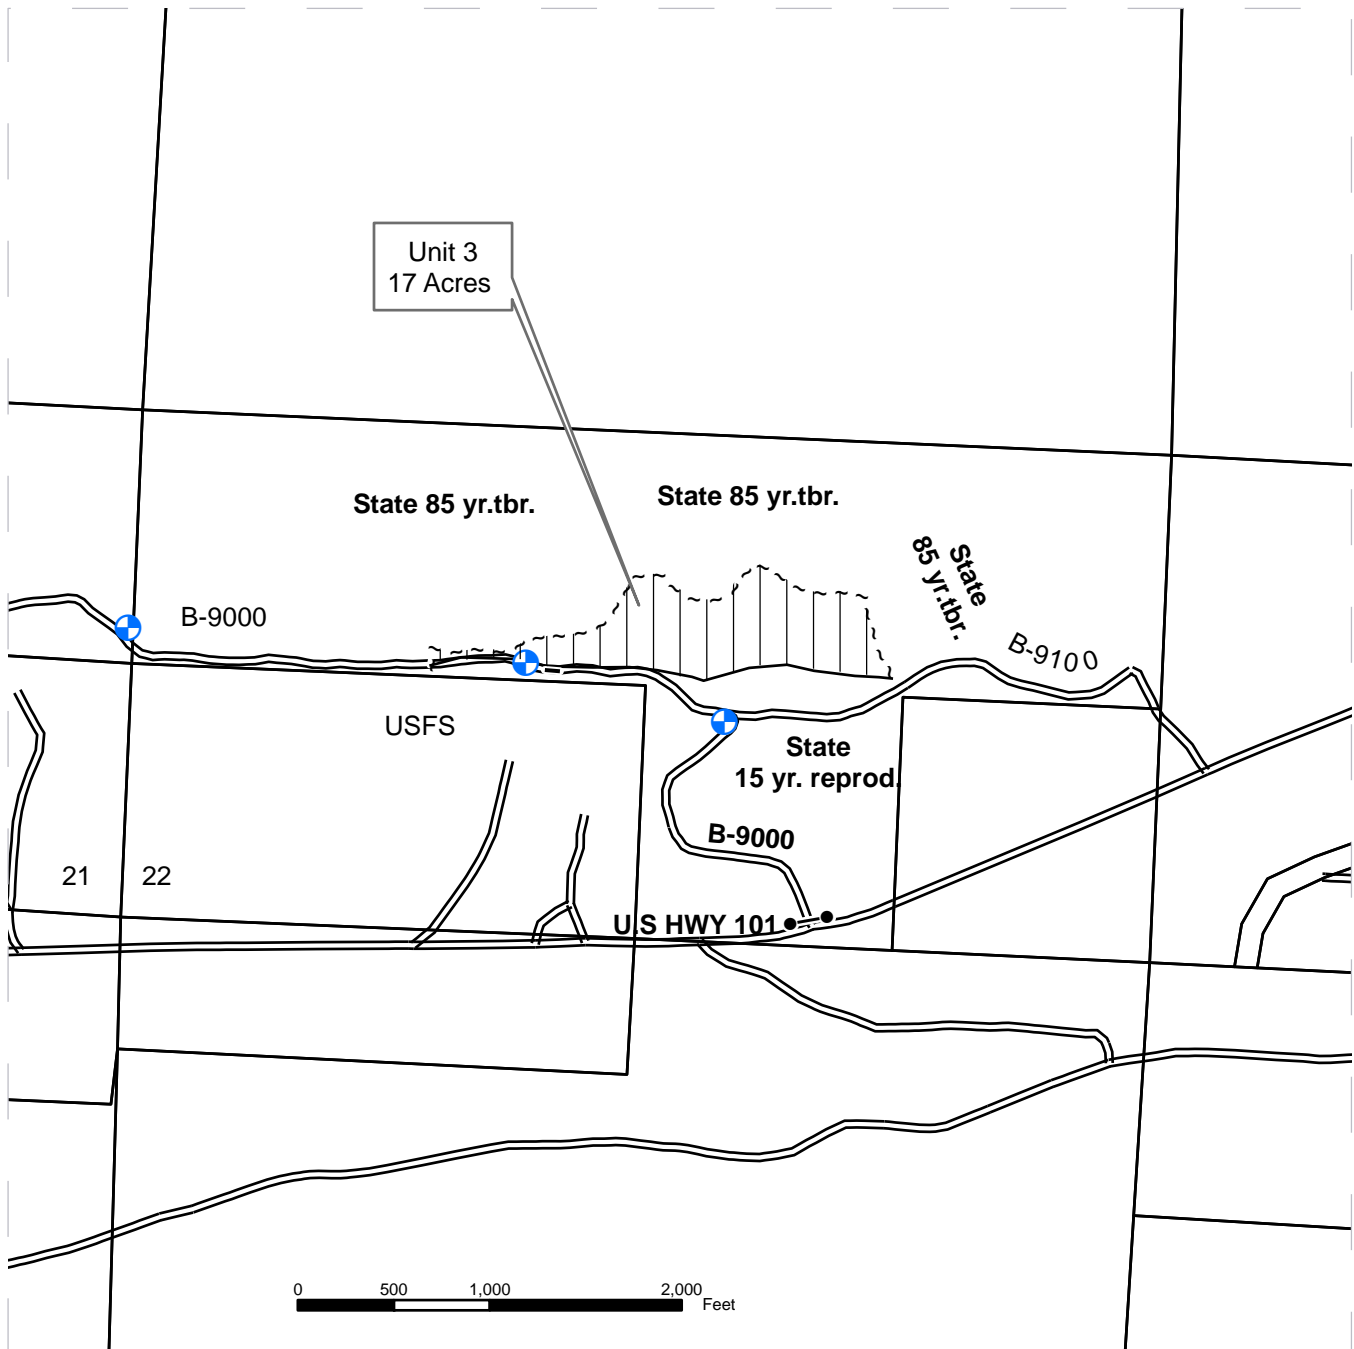 Unit 3
17 Acres
State 85 yr.tbr.
State 85 yr.tbr.
State
85 yr.tbr.
B-9000
B-9100
USFS
State
15 yr. reprod.
B-9000
21
22
U.S HWY 101
0
500
1,000
2,000
Feet